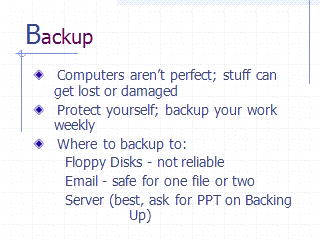 Backup
Computers aren't perfect; stuff can
get lost or damaged
Protect yourself; backup your work
weekly
Where to backup to:
Floppy Disks - not reliable
Email - safe for one file or two
Server (best, ask for PPT on Backing
Up)